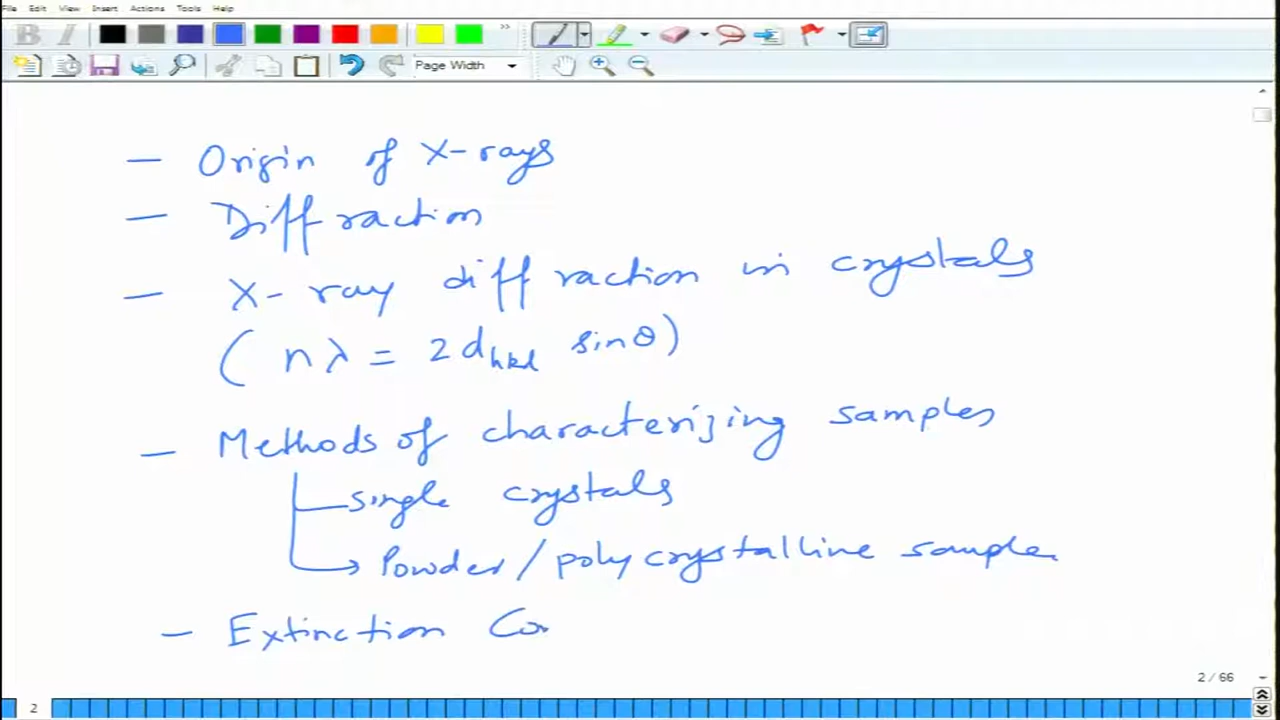 File Edit View Insert Actions Tools Help
B I Page Width
— Origin of X-rays
— Diffraction
— X-ray diffraction in crystals
( nλ = 2d_hkl sinθ)
— Methods of characterizing samples
single crystals
Powder/polycrystalline sample
— Extinction Co
2 / 66
2